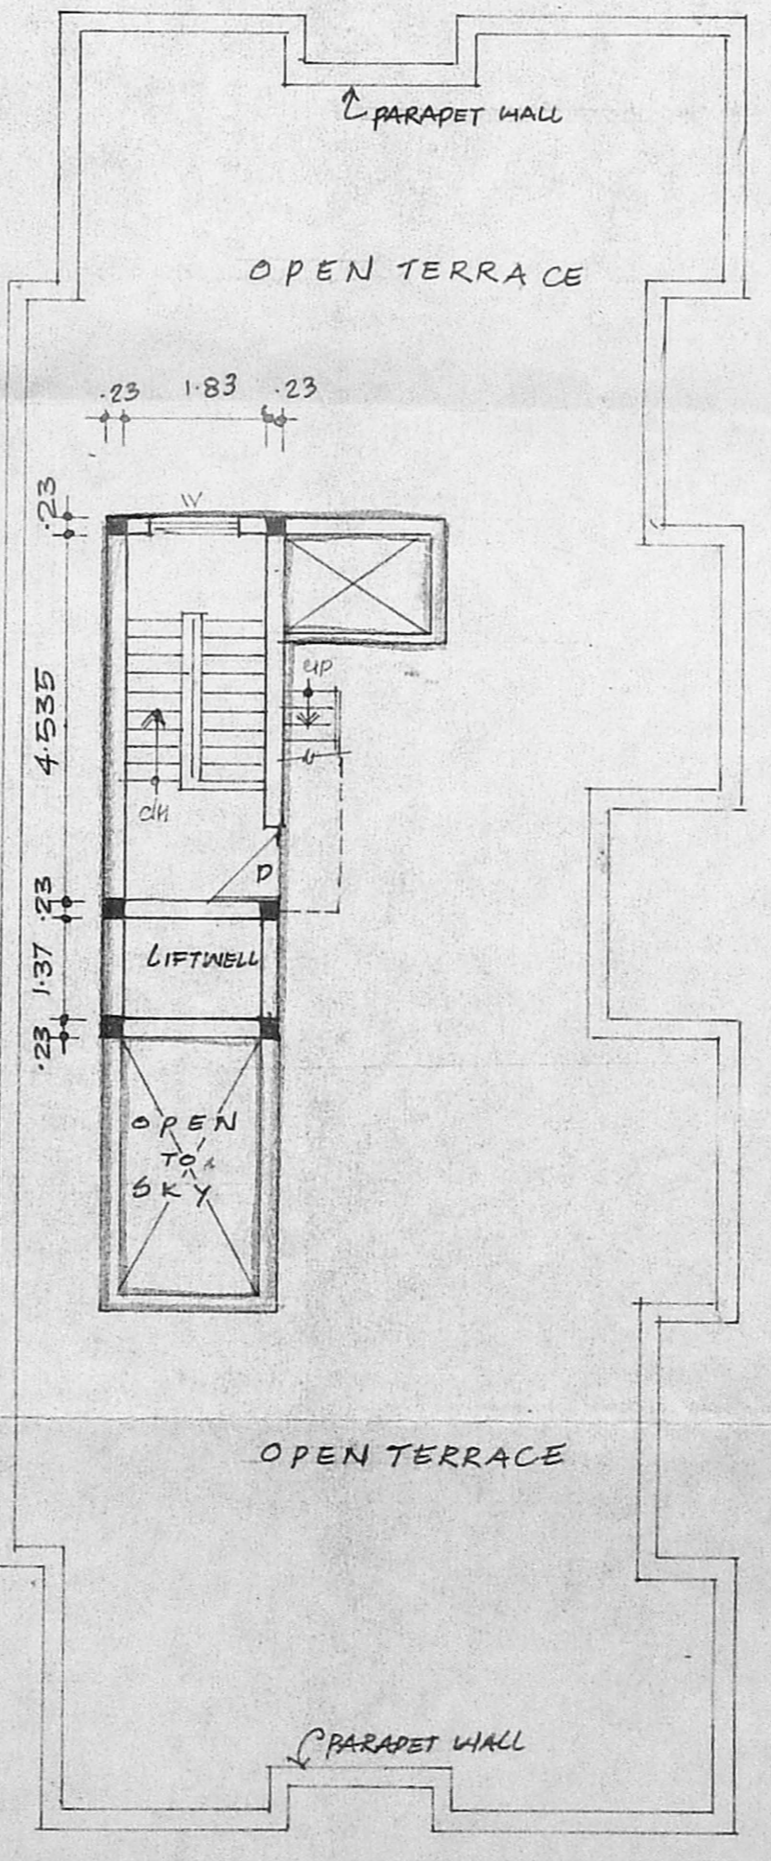 PARAPET WALL
OPEN TERRACE
.23 1.83 .23
W
.23
UP
4.535
dn
D
.23
LIFTWELL
1.37
.23
OPEN
TO
SKY
OPEN TERRACE
PARAPET WALL